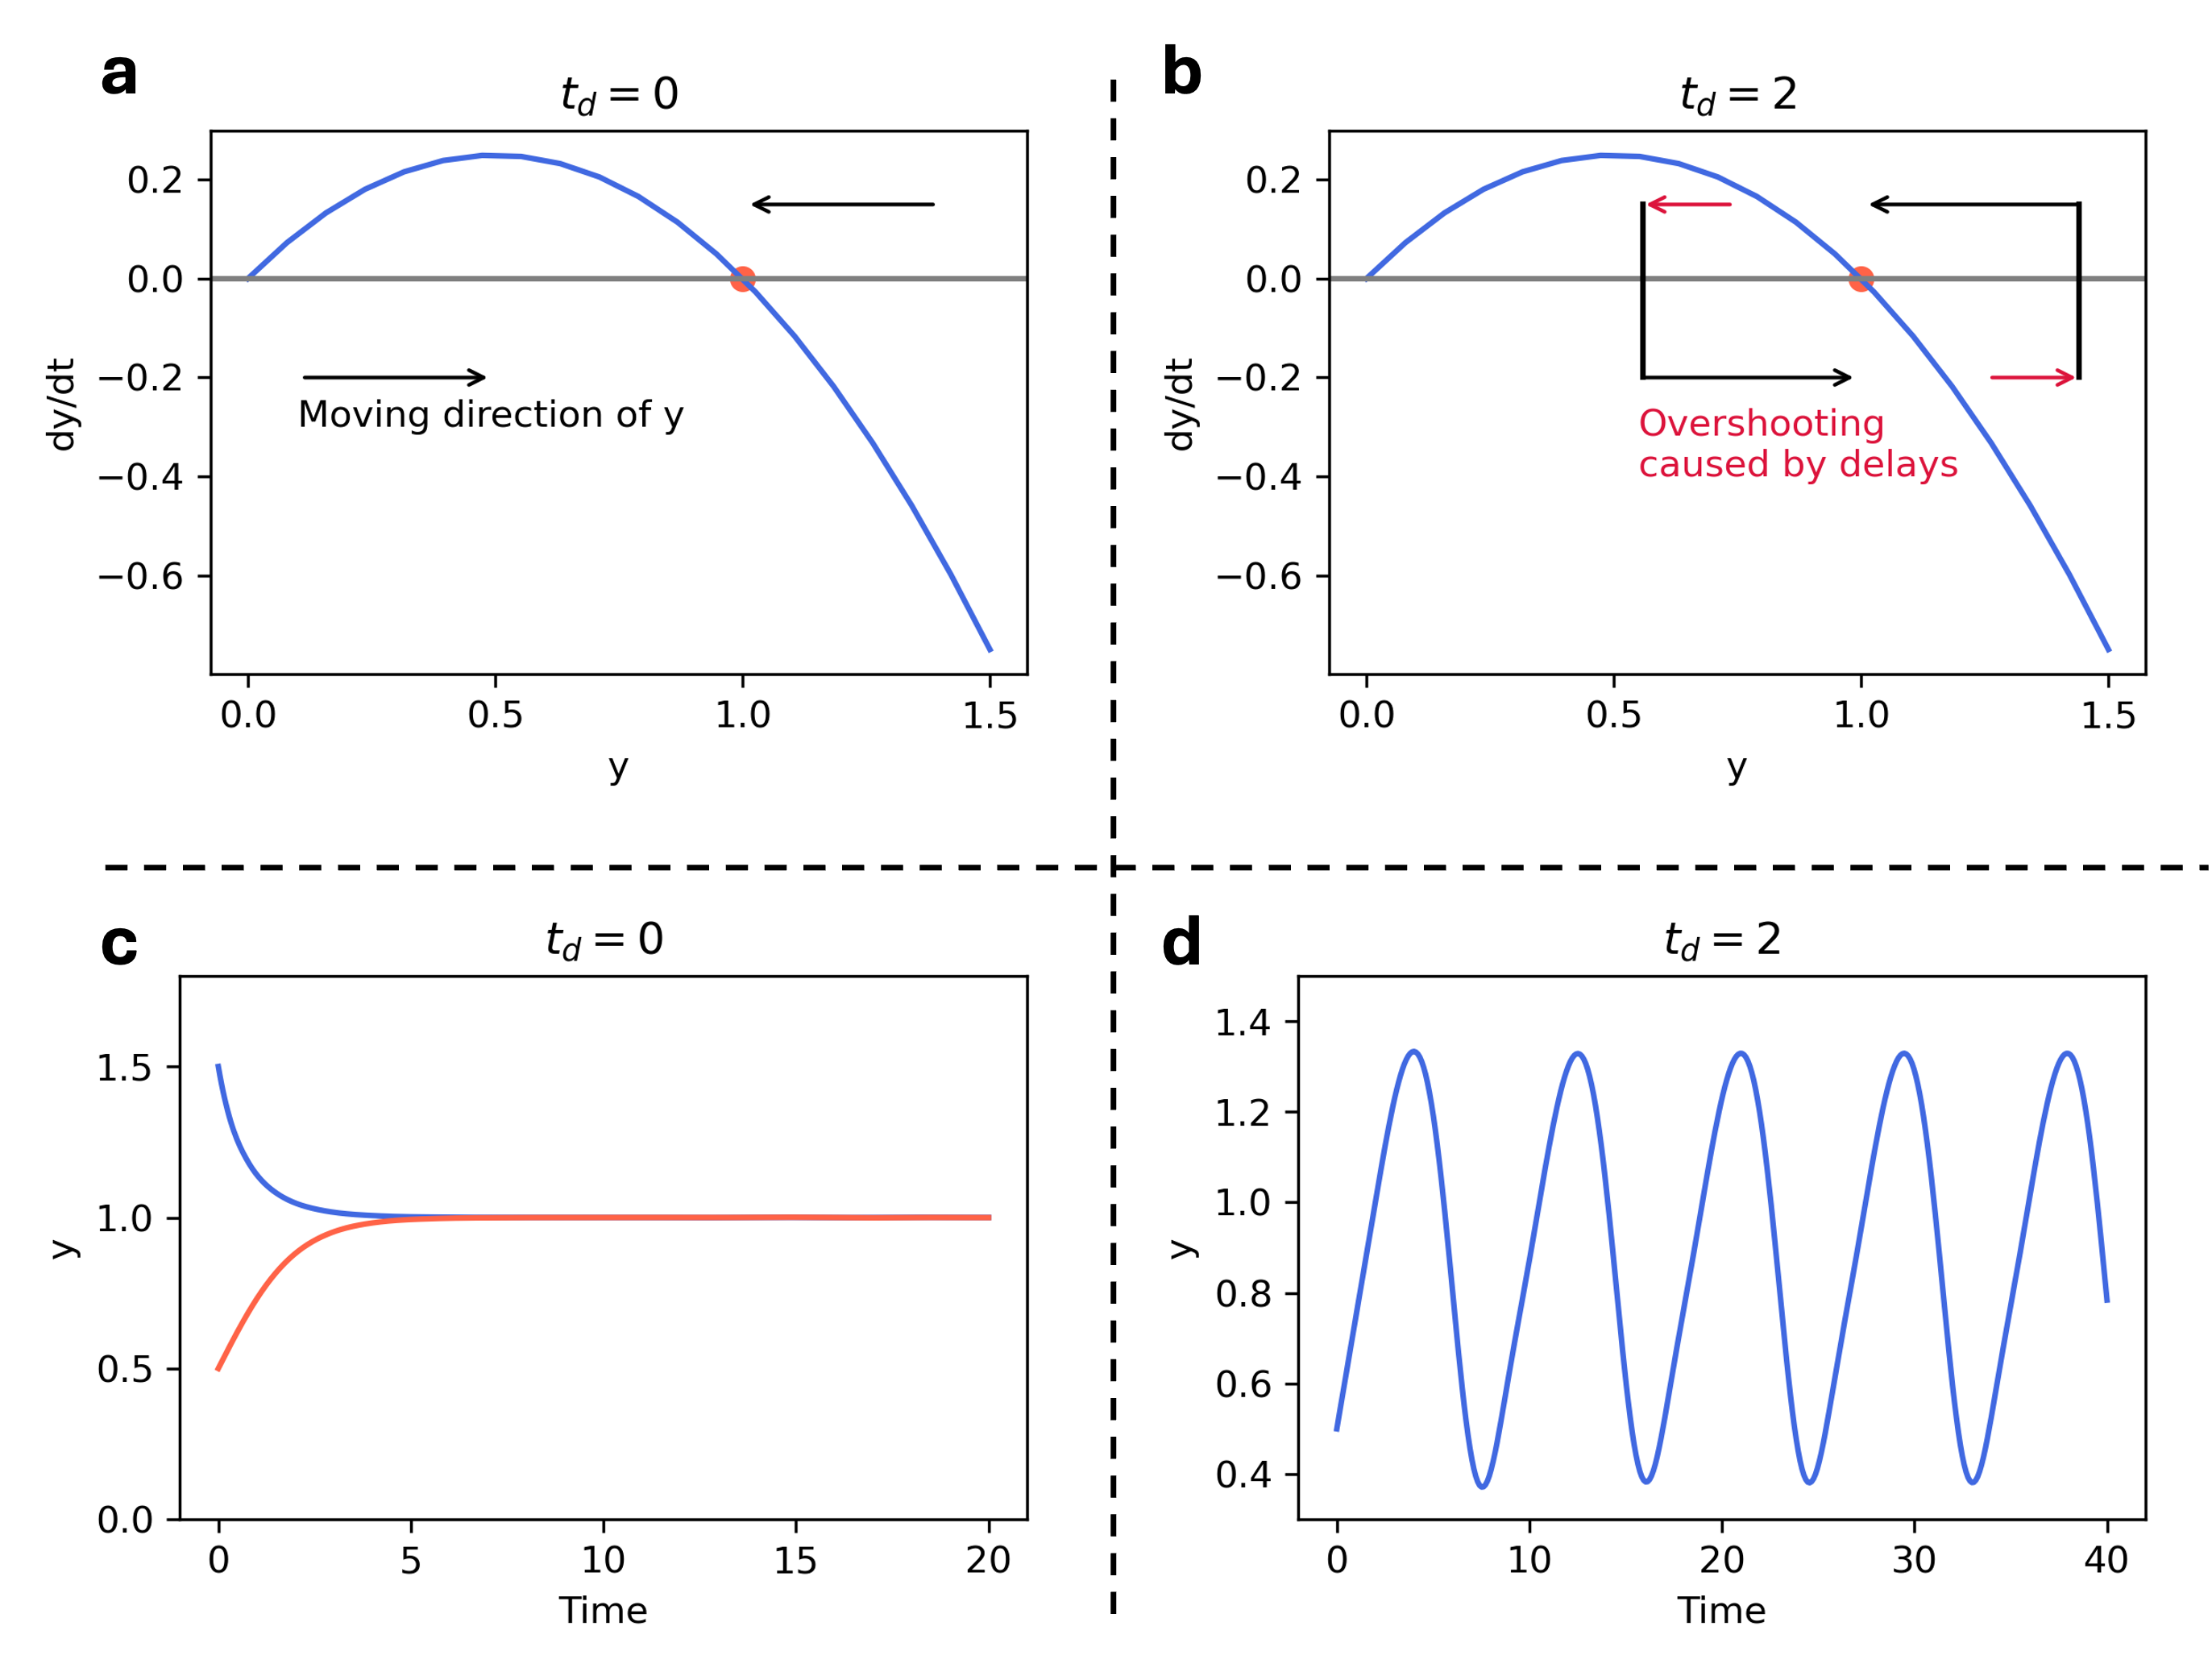 a
t_d = 0
0.2
0.0
−0.2
−0.4
−0.6
dy/dt
Moving direction of y
0.0 0.5 1.0 1.5
y
b
t_d = 2
0.2
0.0
−0.2
−0.4
−0.6
dy/dt
Overshooting
caused by delays
0.0 0.5 1.0 1.5
y
c
t_d = 0
1.5
1.0
0.5
0.0
y
0 5 10 15 20
Time
d
t_d = 2
1.4
1.2
1.0
0.8
0.6
0.4
y
0 10 20 30 40
Time